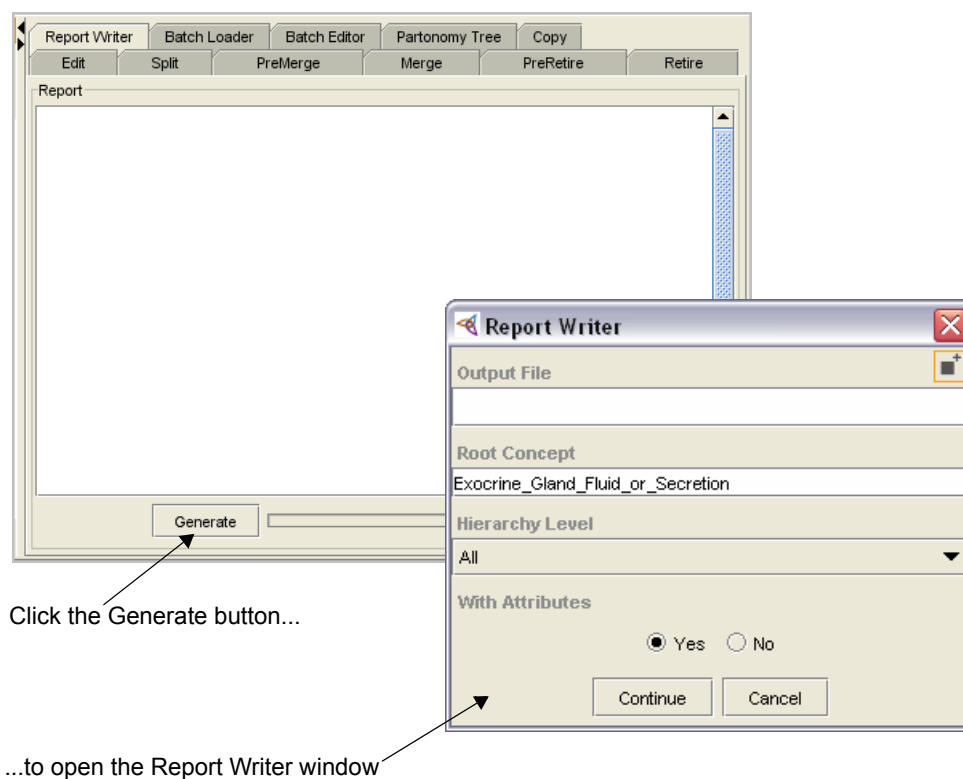 Report Writer Batch Loader Batch Editor Partonomy Tree Copy
Edit Split PreMerge Merge PreRetire Retire
Report
Generate
Report Writer
Output File
Root Concept
Exocrine_Gland_Fluid_or_Secretion
Hierarchy Level
All
With Attributes
Yes No
Continue Cancel
Click the Generate button...
...to open the Report Writer window